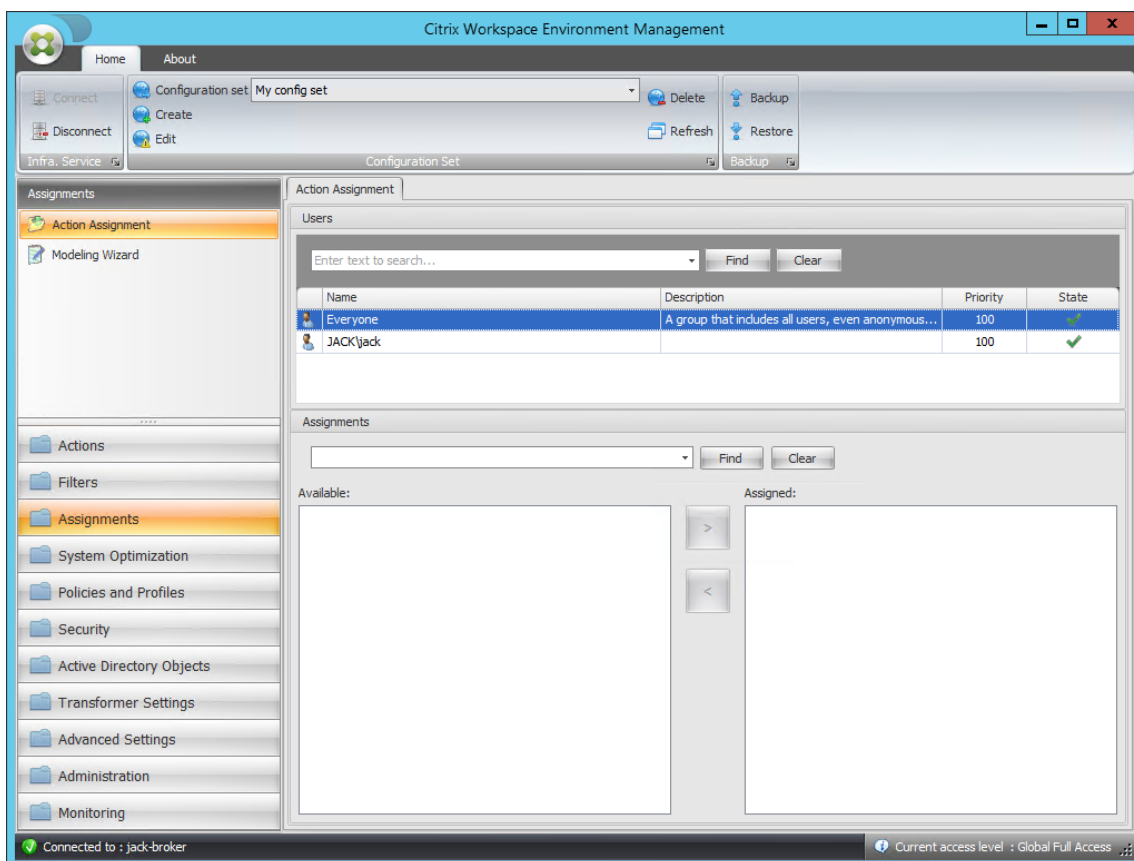 Citrix Workspace Environment Management
Home About
Connect
Disconnect
Infra. Service
Configuration set My config set
Create
Edit
Delete
Refresh
Configuration Set
Backup
Restore
Backup
Assignments
Action Assignment
Modeling Wizard
Actions
Filters
Assignments
System Optimization
Policies and Profiles
Security
Active Directory Objects
Transformer Settings
Advanced Settings
Administration
Monitoring
Action Assignment
Users
Enter text to search... Find Clear
Name Description Priority State
Everyone A group that includes all users, even anonymous... 100
JACK\jack 100
Assignments
Find Clear
Available: Assigned:
>
<
Connected to : jack-broker
Current access level : Global Full Access